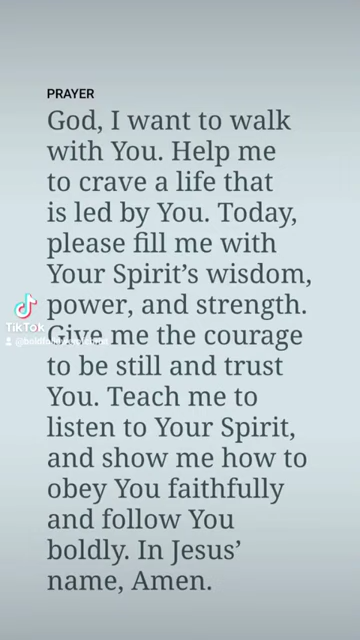 PRAYER
God, I want to walk
with You. Help me
to crave a life that
is led by You. Today,
please fill me with
Your Spirit’s wisdom,
power, and strength.
TikTok
Give me the courage
to be still and trust
You. Teach me to
listen to Your Spirit,
and show me how to
obey You faithfully
and follow You
boldly. In Jesus’
name, Amen.